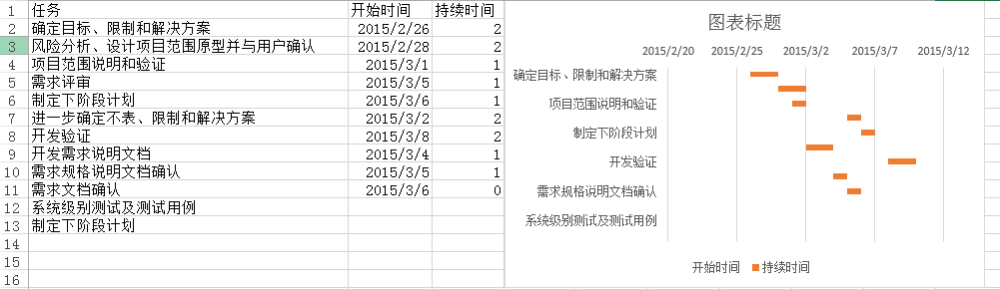 1 任务 开始时间 持续时间
2 确定目标、限制和解决方案 2015/2/26 2
3 风险分析、设计项目范围原型并与用户确认 2015/2/28 2
4 项目范围说明和验证 2015/3/1 1
5 需求评审 2015/3/5 1
6 制定下阶段计划 2015/3/6 1
7 进一步确定不表、限制和解决方案 2015/3/2 2
8 开发验证 2015/3/8 2
9 开发需求说明文档 2015/3/4 1
10 需求规格说明文档确认 2015/3/5 1
11 需求文档确认 2015/3/6 0
12 系统级别测试及测试用例
13 制定下阶段计划
14
15
16
图表标题
2015/2/20 2015/2/25 2015/3/2 2015/3/7 2015/3/12
确定目标、限制和解决方案
项目范围说明和验证
制定下阶段计划
开发验证
需求规格说明文档确认
系统级别测试及测试用例
开始时间 持续时间